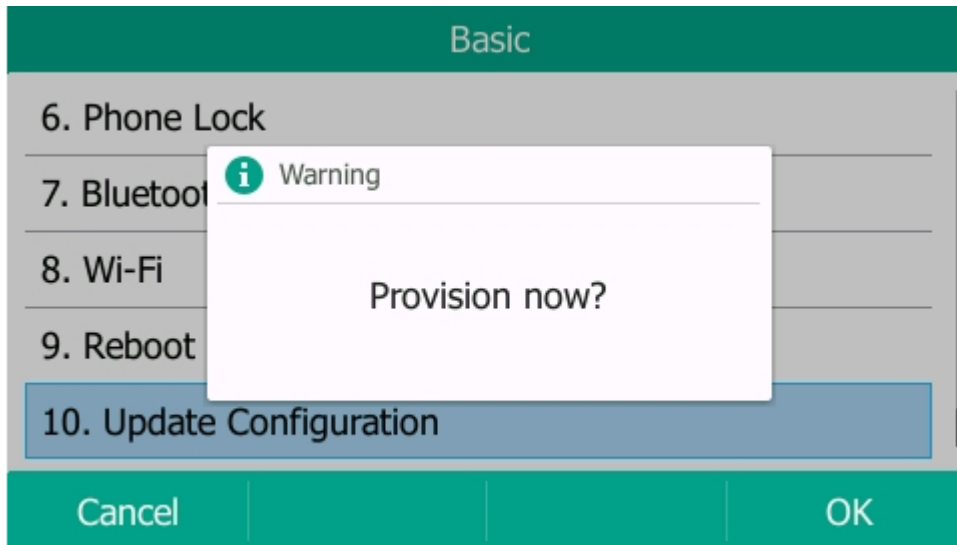 Basic
6. Phone Lock
Warning
7. Bluetoot
8. Wi-Fi
Provision now?
9. Reboot
10. Update Configuration
Cancel
OK